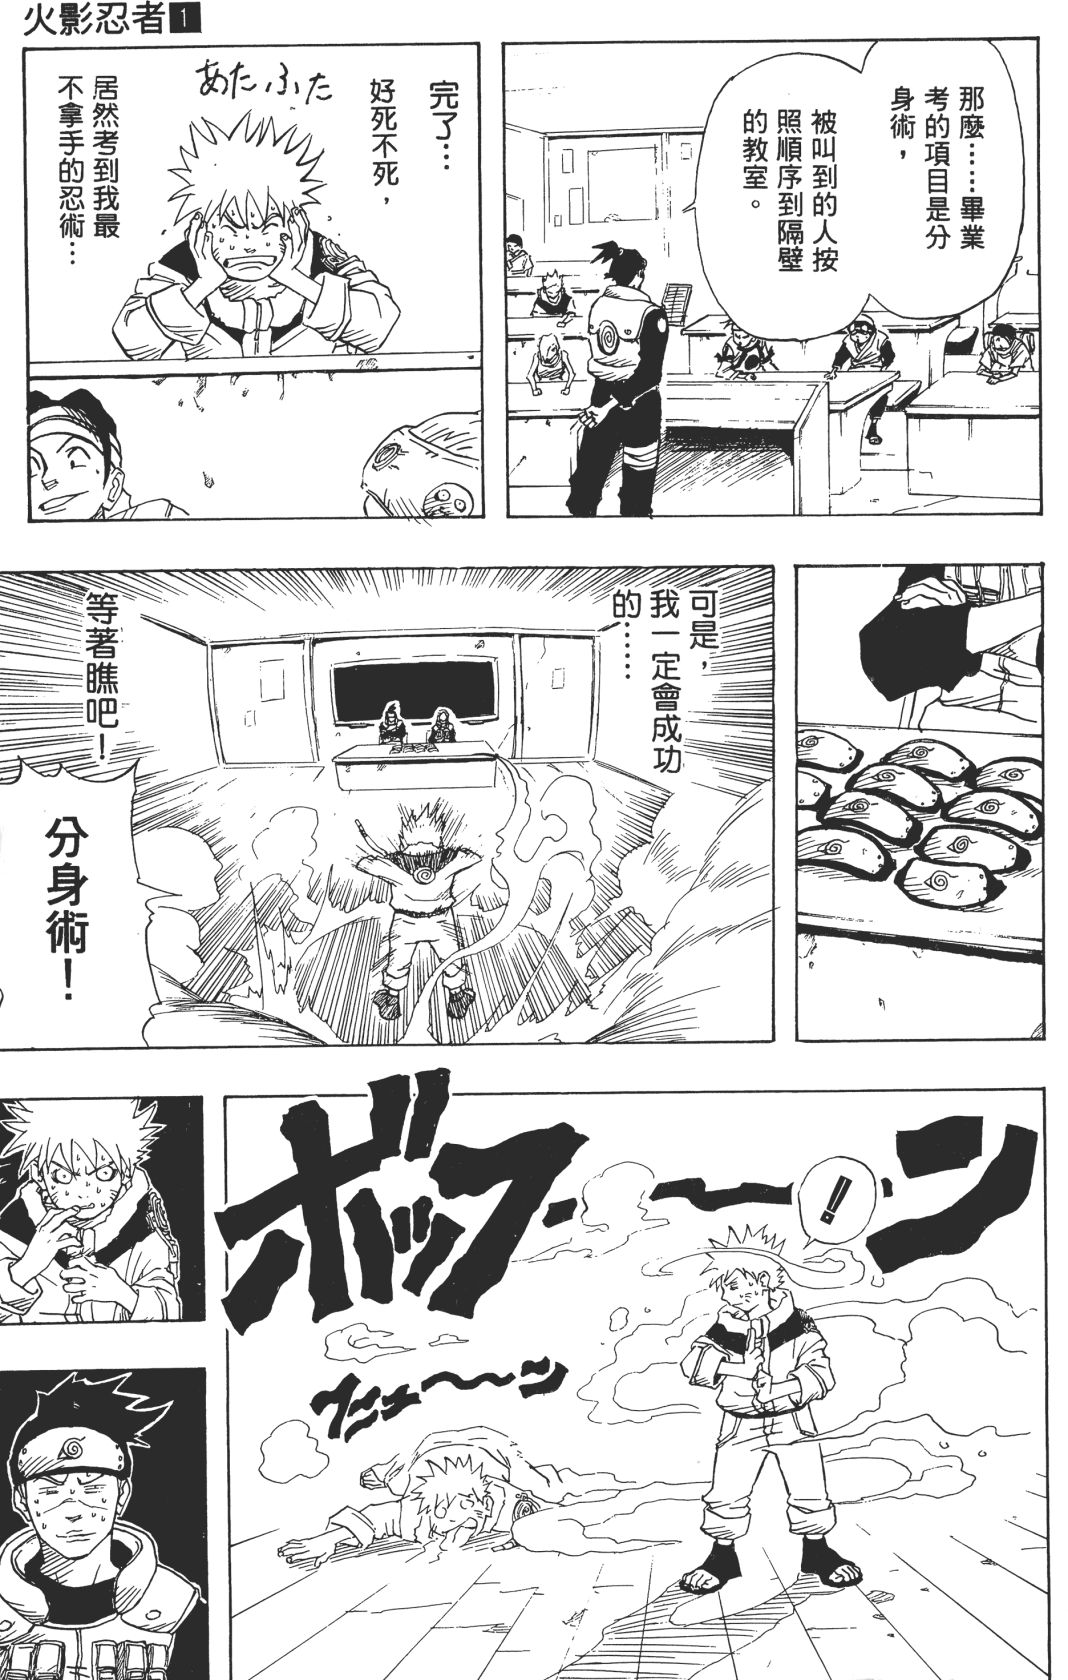 火影忍者1
那麼……畢業
考的項目是分
身術，
被叫到的人按
照順序到隔壁
的教室。
完了…
好死不死，
あたふた
居然考到我最
不拿手的忍術…
可是，
我一定會成功
的……
等著瞧吧！
分身術！
ボッフ～ン
!
フニュ～～ン